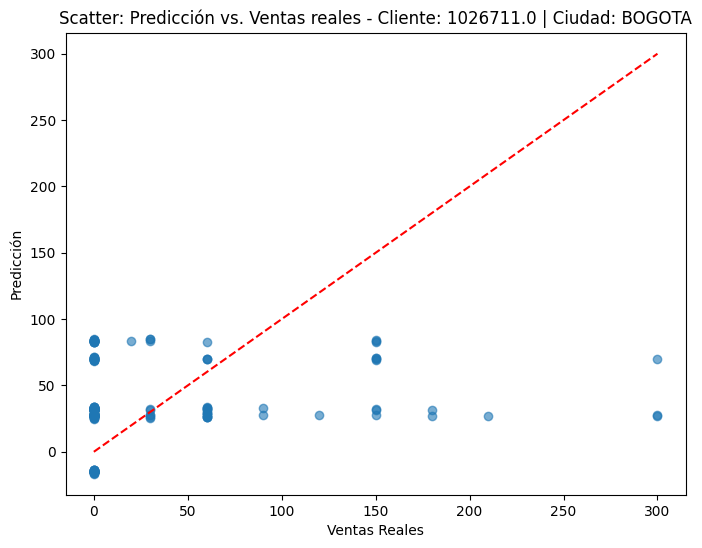 Scatter: Predicción vs. Ventas reales - Cliente: 1026711.0 | Ciudad: BOGOTA
300
250
200
150
100
50
0
Predicción
0 50 100 150 200 250 300
Ventas Reales